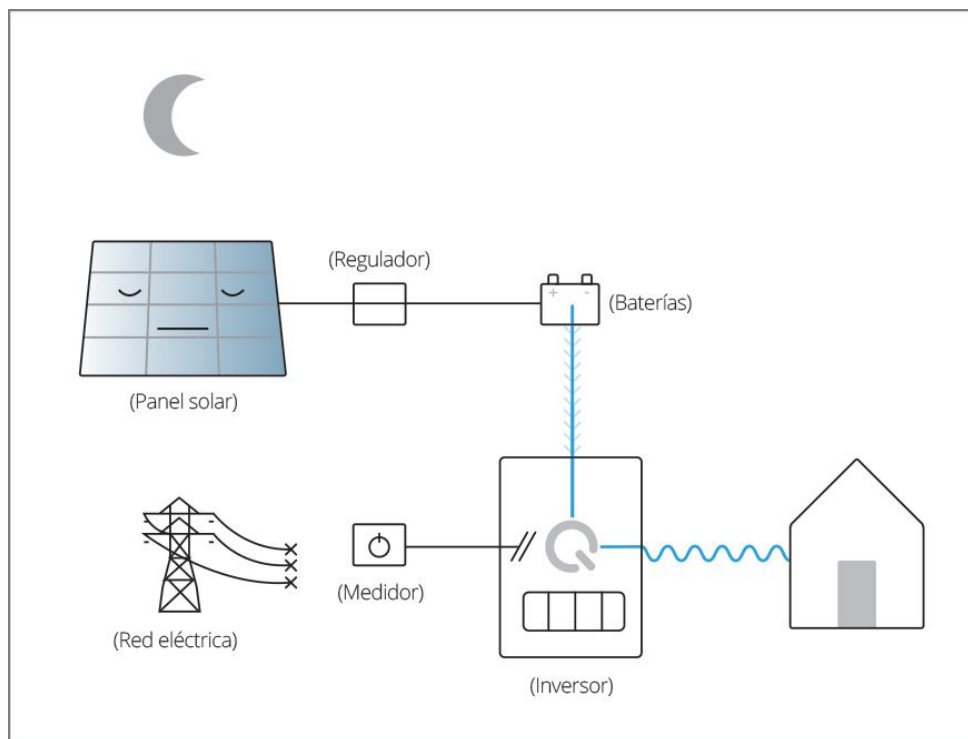 (Regulador)
(Baterías)
(Panel solar)
(Medidor)
(Red eléctrica)
(Inversor)